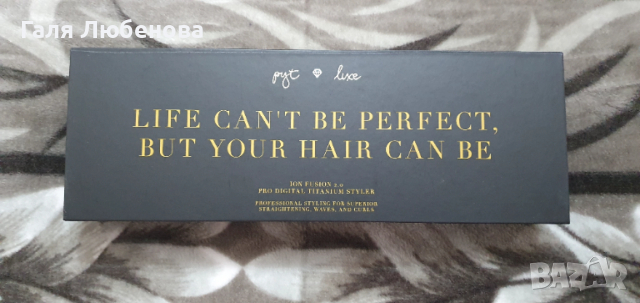 Галя Любенова
pyt luxe
LIFE CAN'T BE PERFECT,
BUT YOUR HAIR CAN BE
ION FUSION 2.0
PRO DIGITAL TITANIUM STYLER
PROFESSIONAL STYLING FOR SUPERIOR
STRAIGHTENING, WAVES, AND CURLS
BAZAR